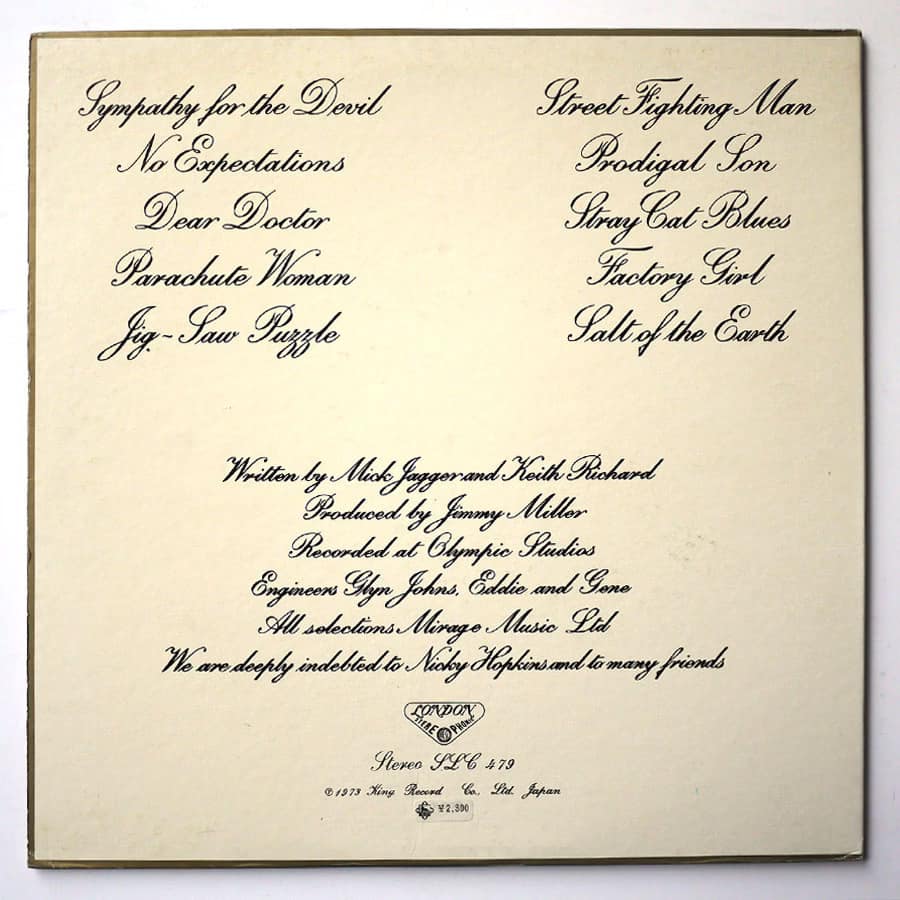 Sympathy for the Devil
No Expectations
Dear Doctor
Parachute Woman
Jig-Saw Puzzle
Street Fighting Man
Prodigal Son
Stray Cat Blues
Factory Girl
Salt of the Earth
Written by Mick Jagger and Keith Richard
Produced by Jimmy Miller
Recorded at Olympic Studios
Engineers Glyn Johns, Eddie and Gene
All selections Mirage Music Ltd
We are deeply indebted to Nicky Hopkins and to many friends
LONDON
STEREOPHONIC
Stereo SLC 479
℗1973 King Record Co., Ltd. Japan
¥2,300